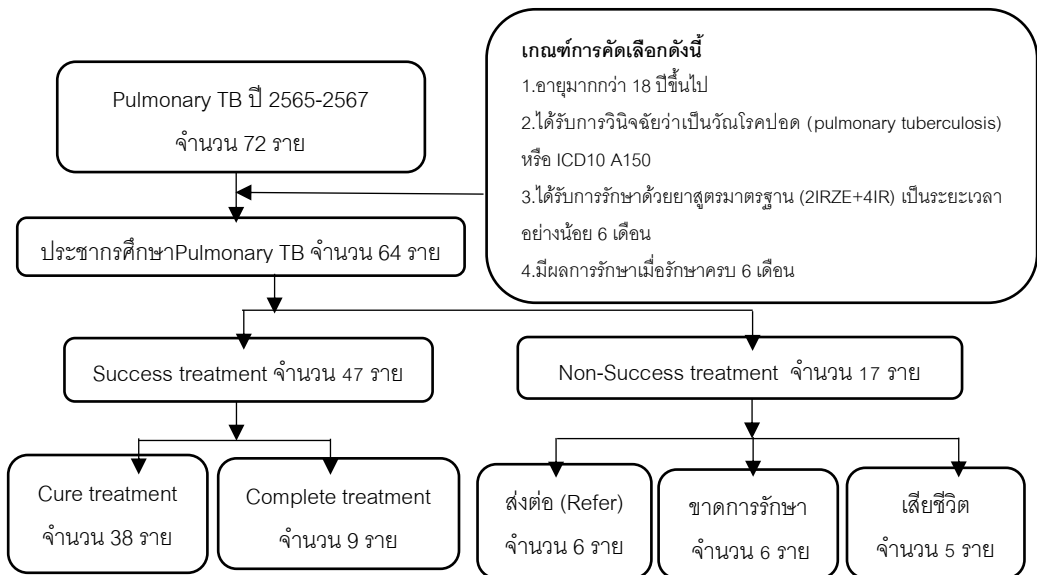 Pulmonary TB ปี 2565-2567
จำนวน 72 ราย
เกณฑ์การคัดเลือกดังนี้
1.อายุมากกว่า 18 ปีขึ้นไป
2.ได้รับการวินิจฉัยว่าเป็นวัณโรคปอด (pulmonary tuberculosis)
หรือ ICD10 A150
3.ได้รับการรักษาด้วยยาสูตรมาตรฐาน (2IRZE+4IR) เป็นระยะเวลา
อย่างน้อย 6 เดือน
4.มีผลการรักษาเมื่อรักษาครบ 6 เดือน
ประชากรศึกษาPulmonary TB จำนวน 64 ราย
Success treatment จำนวน 47 ราย
Non-Success treatment จำนวน 17 ราย
Cure treatment
จำนวน 38 ราย
Complete treatment
จำนวน 9 ราย
ส่งต่อ (Refer)
จำนวน 6 ราย
ขาดการรักษา
จำนวน 6 ราย
เสียชีวิต
จำนวน 5 ราย